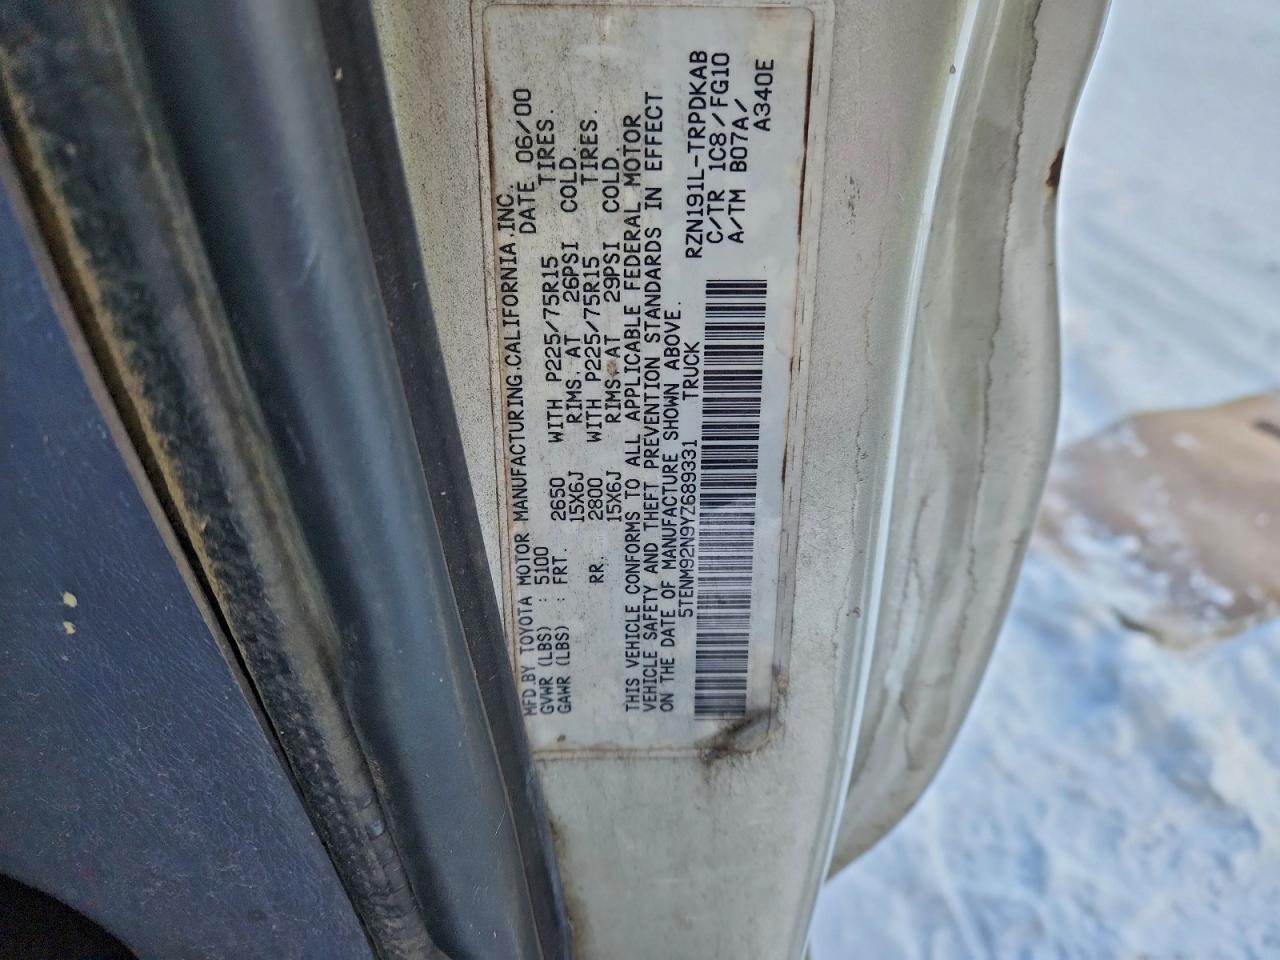 MFD.BY TOYOTA MOTOR MANUFACTURING.CALIFORNIA.INC.
DATE 06/00
GVWR (LBS) : 5100
GAWR (LBS) : FRT. 2650 WITH P225/75R15 TIRES.
15X6J RIMS. AT 26PSI COLD.
RR. 2800 WITH P225/75R15 TIRES.
15X6J RIMS. AT 29PSI COLD.
THIS VEHICLE CONFORMS TO ALL APPLICABLE FEDERAL MOTOR
VEHICLE SAFETY AND THEFT PREVENTION STANDARDS IN EFFECT
ON THE DATE OF MANUFACTURE SHOWN ABOVE.
5TENM92N9YZ689331 TRUCK
RZN191L-TRPDKAB
C/TR 1C8/FG10
A/TM B07A/
A340E